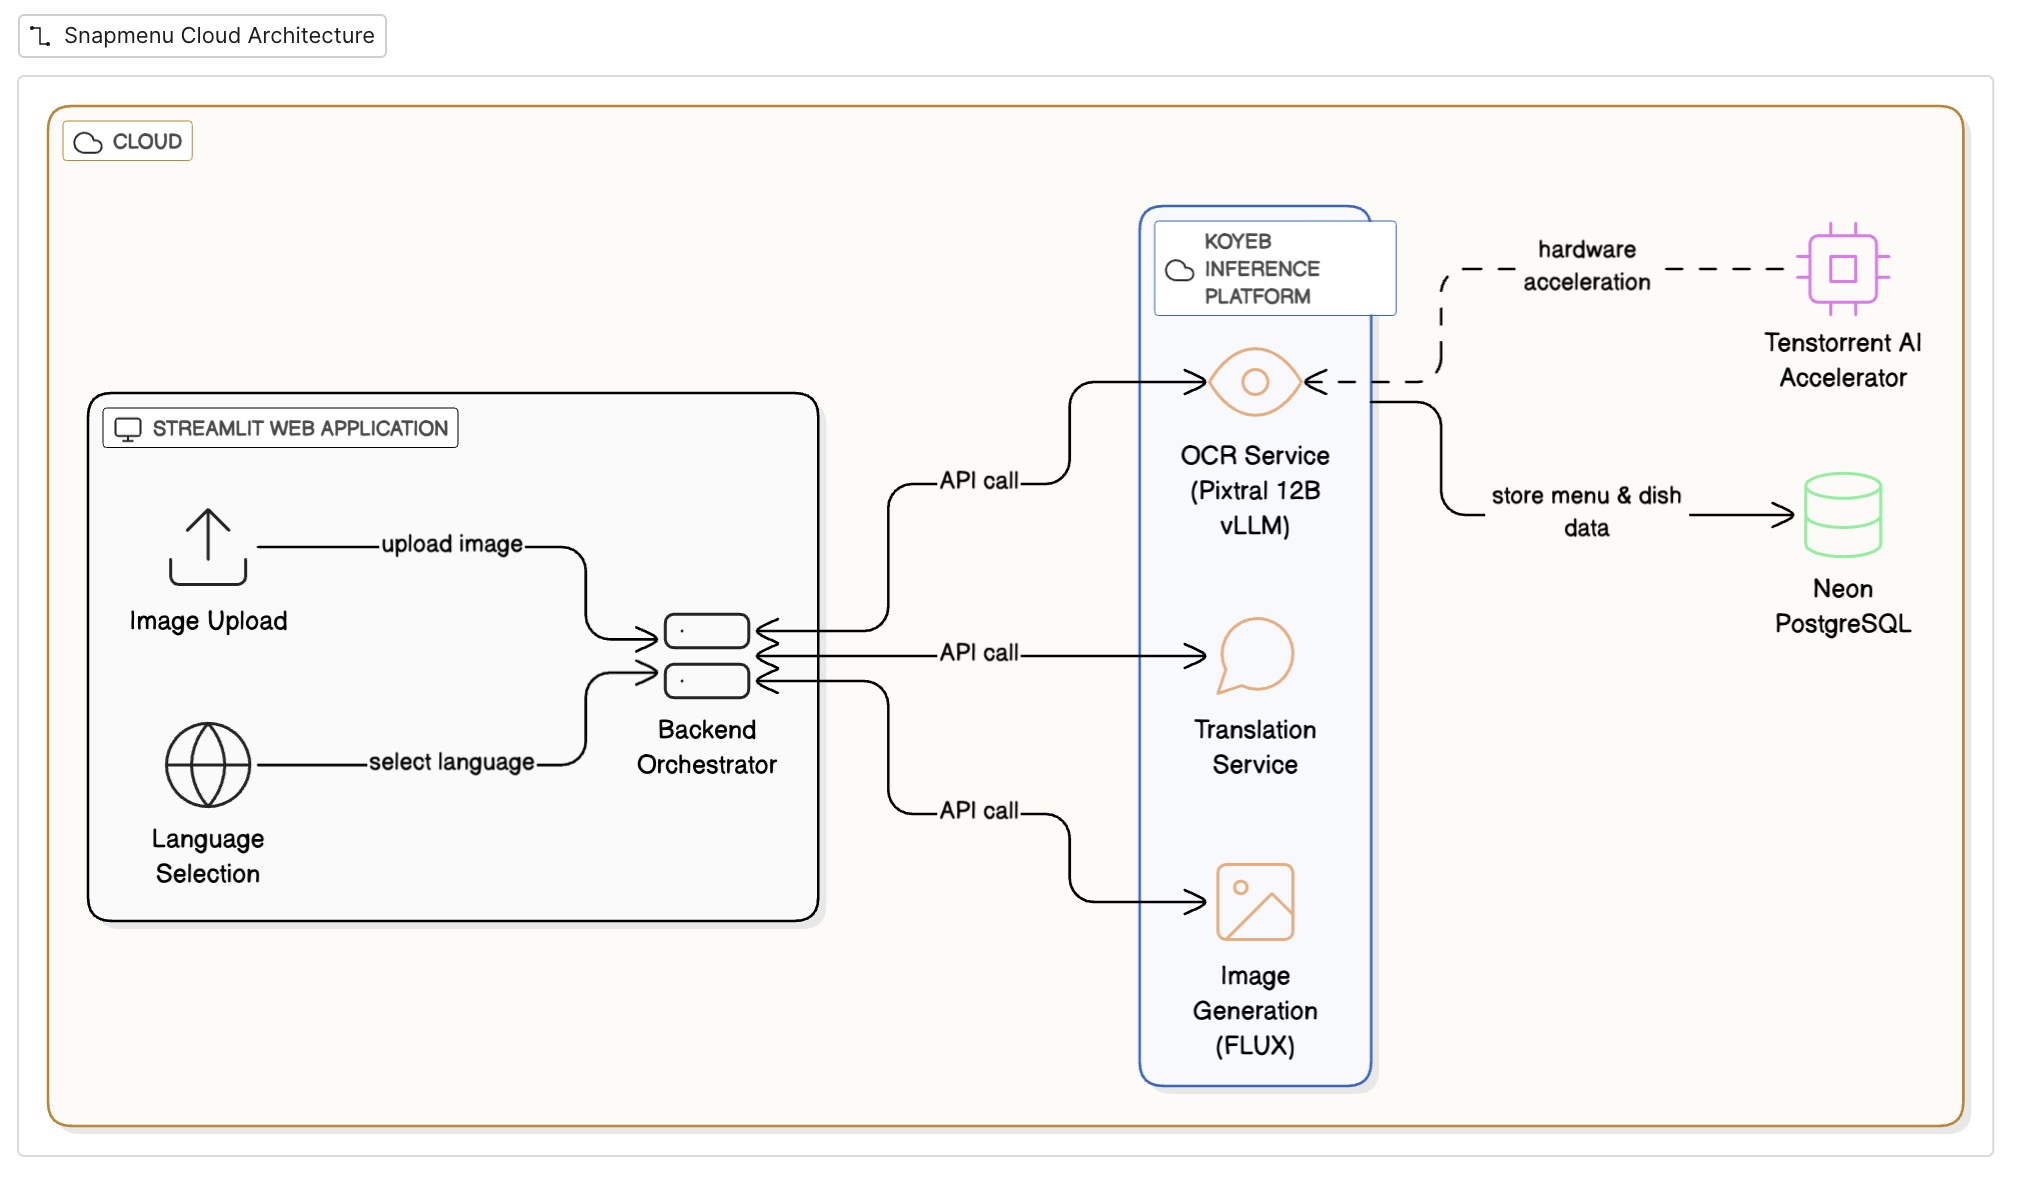 Snapmenu Cloud Architecture
CLOUD
KOYEB
INFERENCE
PLATFORM
hardware
acceleration
Tenstorrent AI
Accelerator
STREAMLIT WEB APPLICATION
OCR Service
(Pixtral 12B
vLLM)
API call
store menu & dish
data
upload image
Image Upload
Neon
PostgreSQL
API call
Backend
Orchestrator
Translation
Service
select language
Language
Selection
API call
Image
Generation
(FLUX)